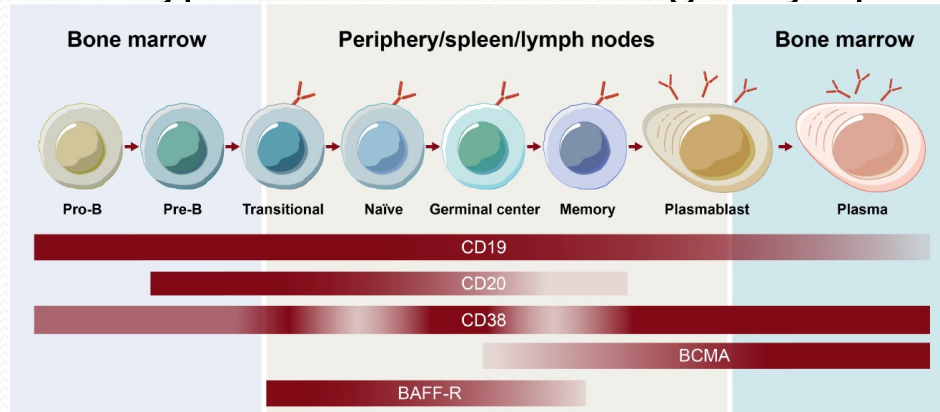 Bone marrow
Periphery/spleen/lymph nodes
Bone marrow
Pro-B
Pre-B
Transitional
Naïve
Germinal center
Memory
Plasmablast
Plasma
CD19
CD20
CD38
BCMA
BAFF-R